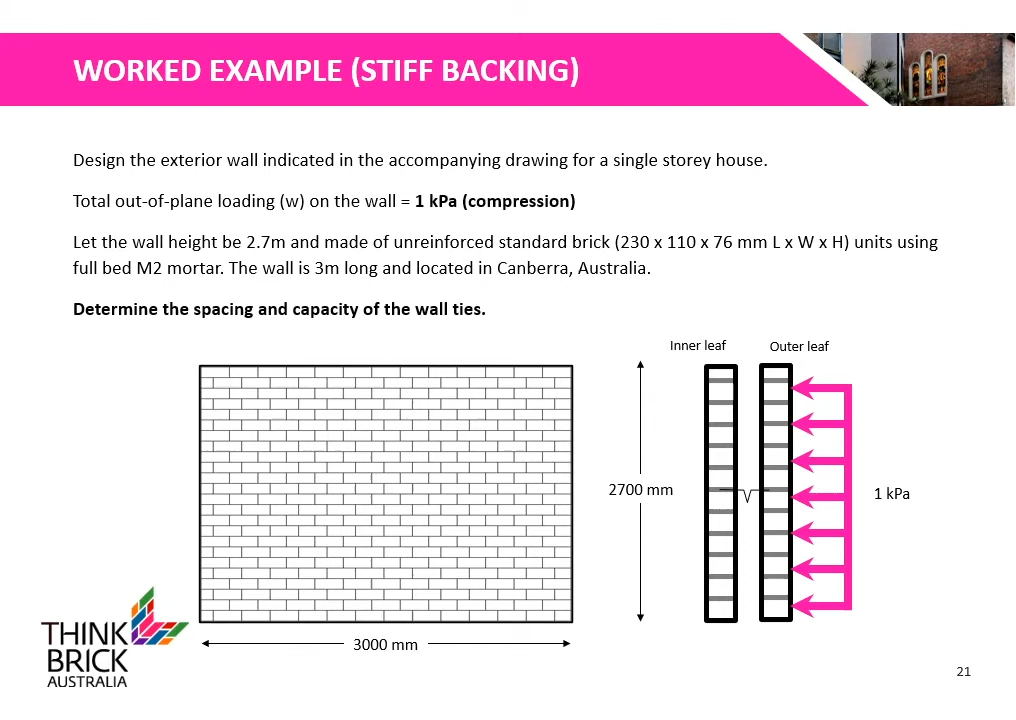 WORKED EXAMPLE (STIFF BACKING)
Design the exterior wall indicated in the accompanying drawing for a single storey house.
Total out-of-plane loading (w) on the wall = 1 kPa (compression)
Let the wall height be 2.7m and made of unreinforced standard brick (230 x 110 x 76 mm L x W x H) units using
full bed M2 mortar. The wall is 3m long and located in Canberra, Australia.
Determine the spacing and capacity of the wall ties.
Inner leaf
Outer leaf
2700 mm
1 kPa
3000 mm
THINK
BRICK
AUSTRALIA
21